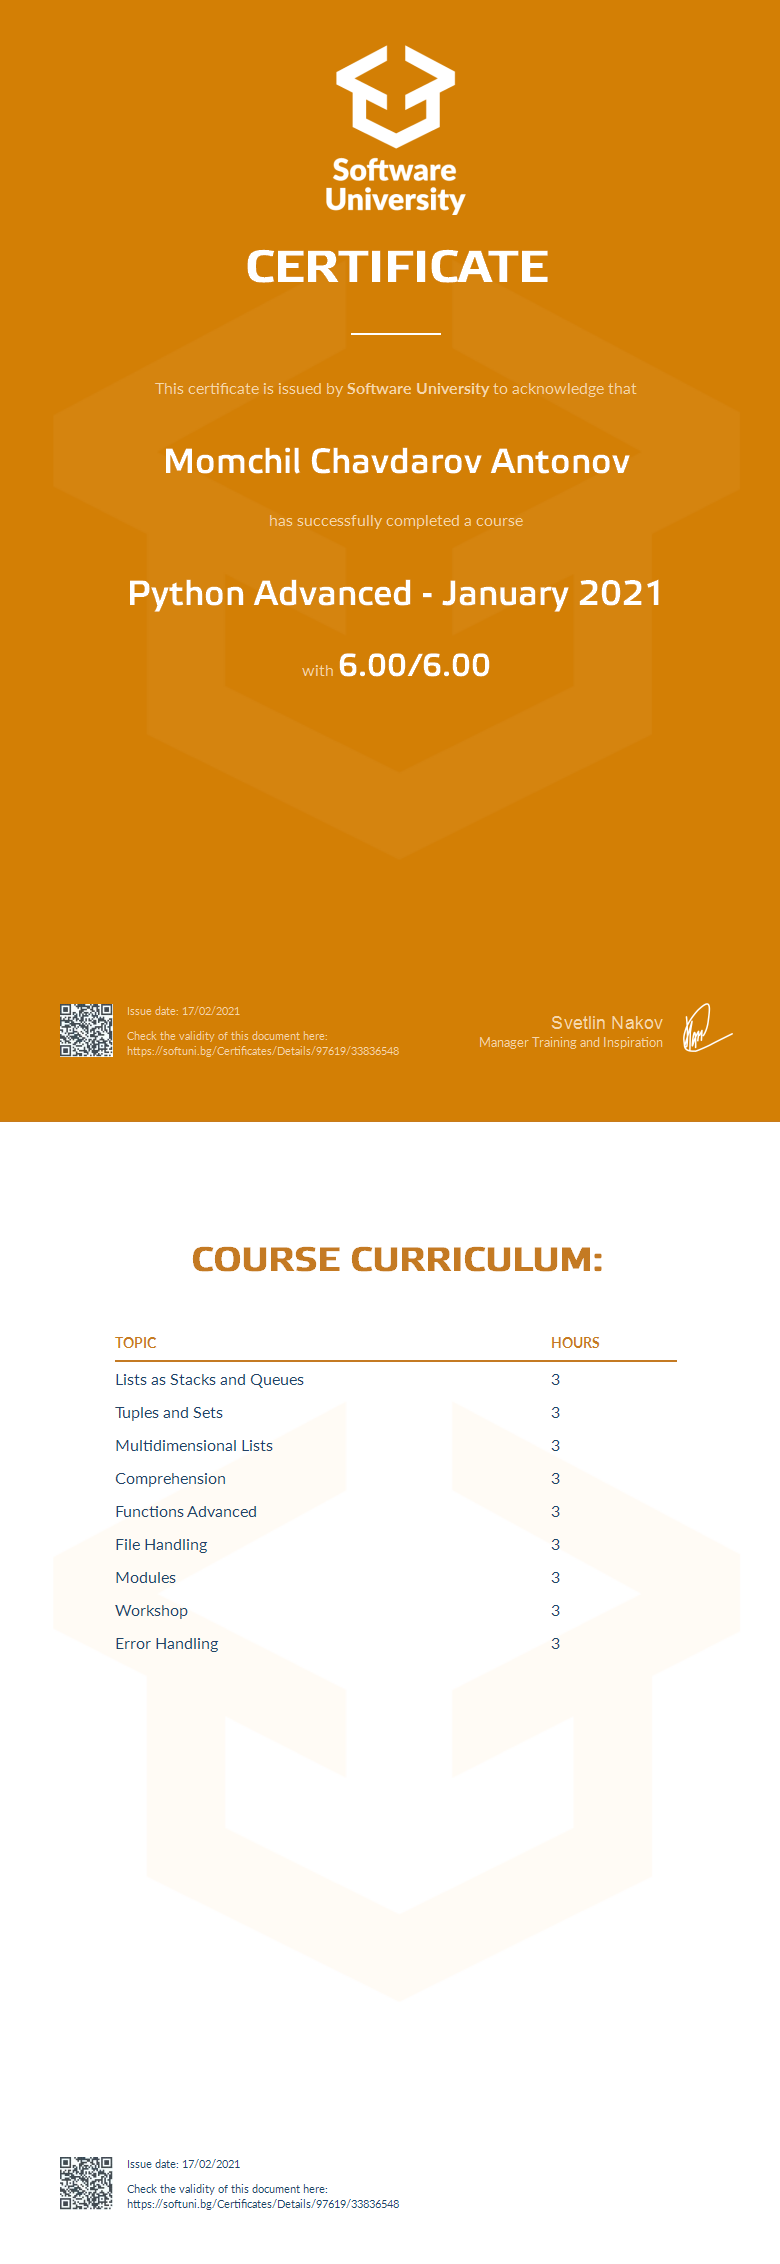 Software
University
CERTIFICATE
This certificate is issued by Software University to acknowledge that
Momchil Chavdarov Antonov
has successfully completed a course
Python Advanced - January 2021
with 6.00/6.00
Issue date: 17/02/2021
Check the validity of this document here:
https://softuni.bg/Certificates/Details/97619/33836548
Svetlin Nakov
Manager Training and Inspiration
COURSE CURRICULUM:
TOPIC HOURS
Lists as Stacks and Queues 3
Tuples and Sets 3
Multidimensional Lists 3
Comprehension 3
Functions Advanced 3
File Handling 3
Modules 3
Workshop 3
Error Handling 3
Issue date: 17/02/2021
Check the validity of this document here:
https://softuni.bg/Certificates/Details/97619/33836548